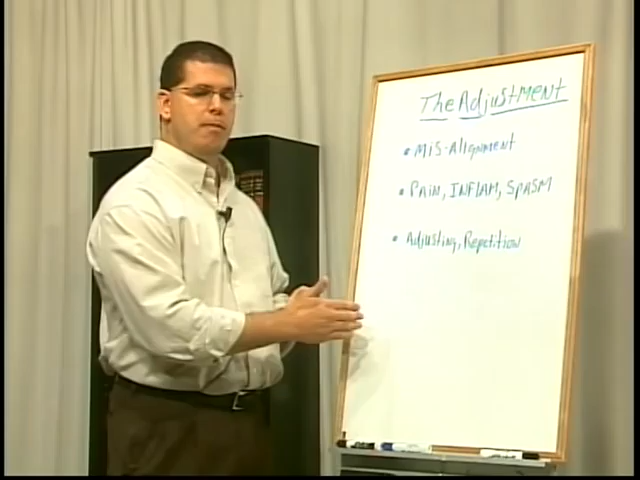 The Adjustment
• Mis-Alignment
• PAIN, INFLAM, SPASM
• Adjusting, Repetition